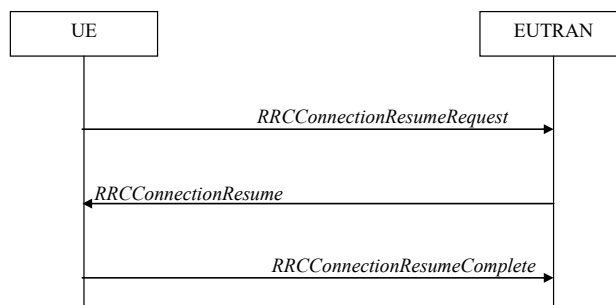 UE
EUTRAN
RRCConnectionResumeRequest
RRCConnectionResume
RRCConnectionResumeComplete